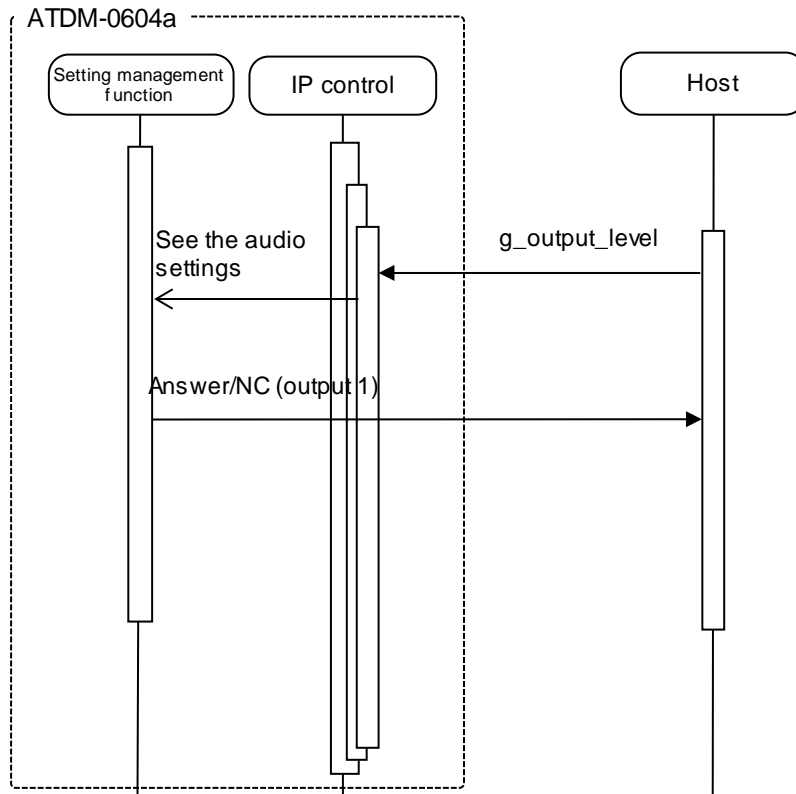 ATDM-0604a
Setting management
function
IP control
Host
See the audio
settings
g_output_level
Answer/NC (output 1)